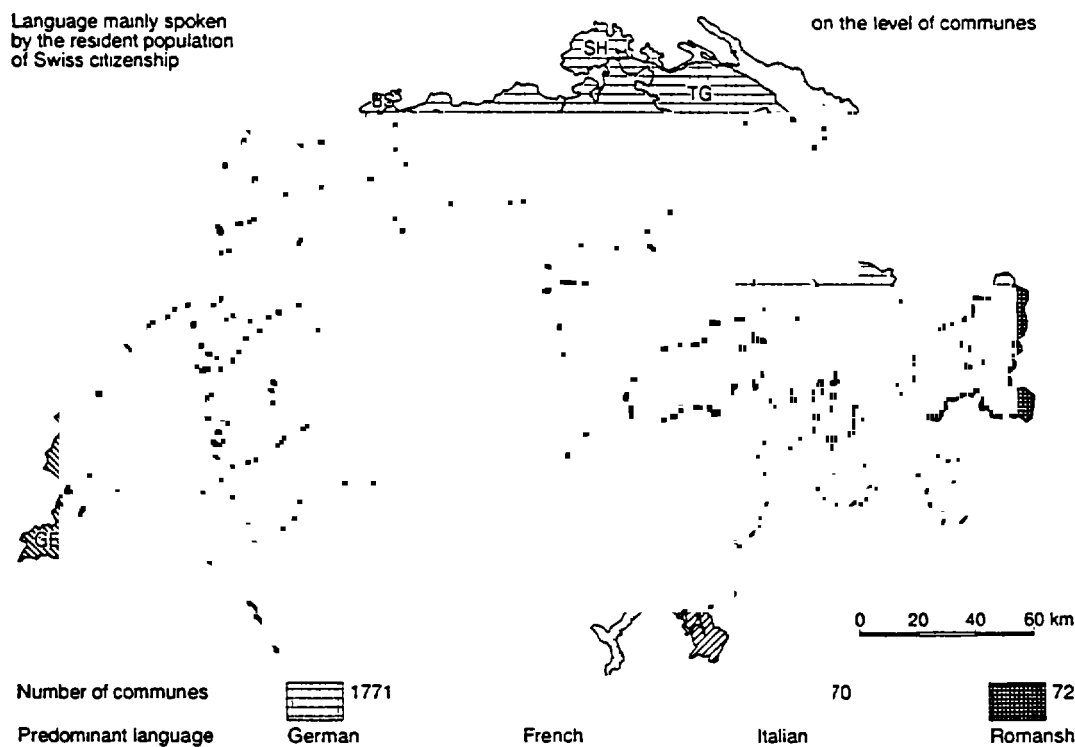 Language mainly spoken
by the resident population
of Swiss citizenship
on the level of communes
SH
TG
BS
GE
0 20 40 60 km
Number of communes 1771 70 72
Predominant language German French Italian Romansh